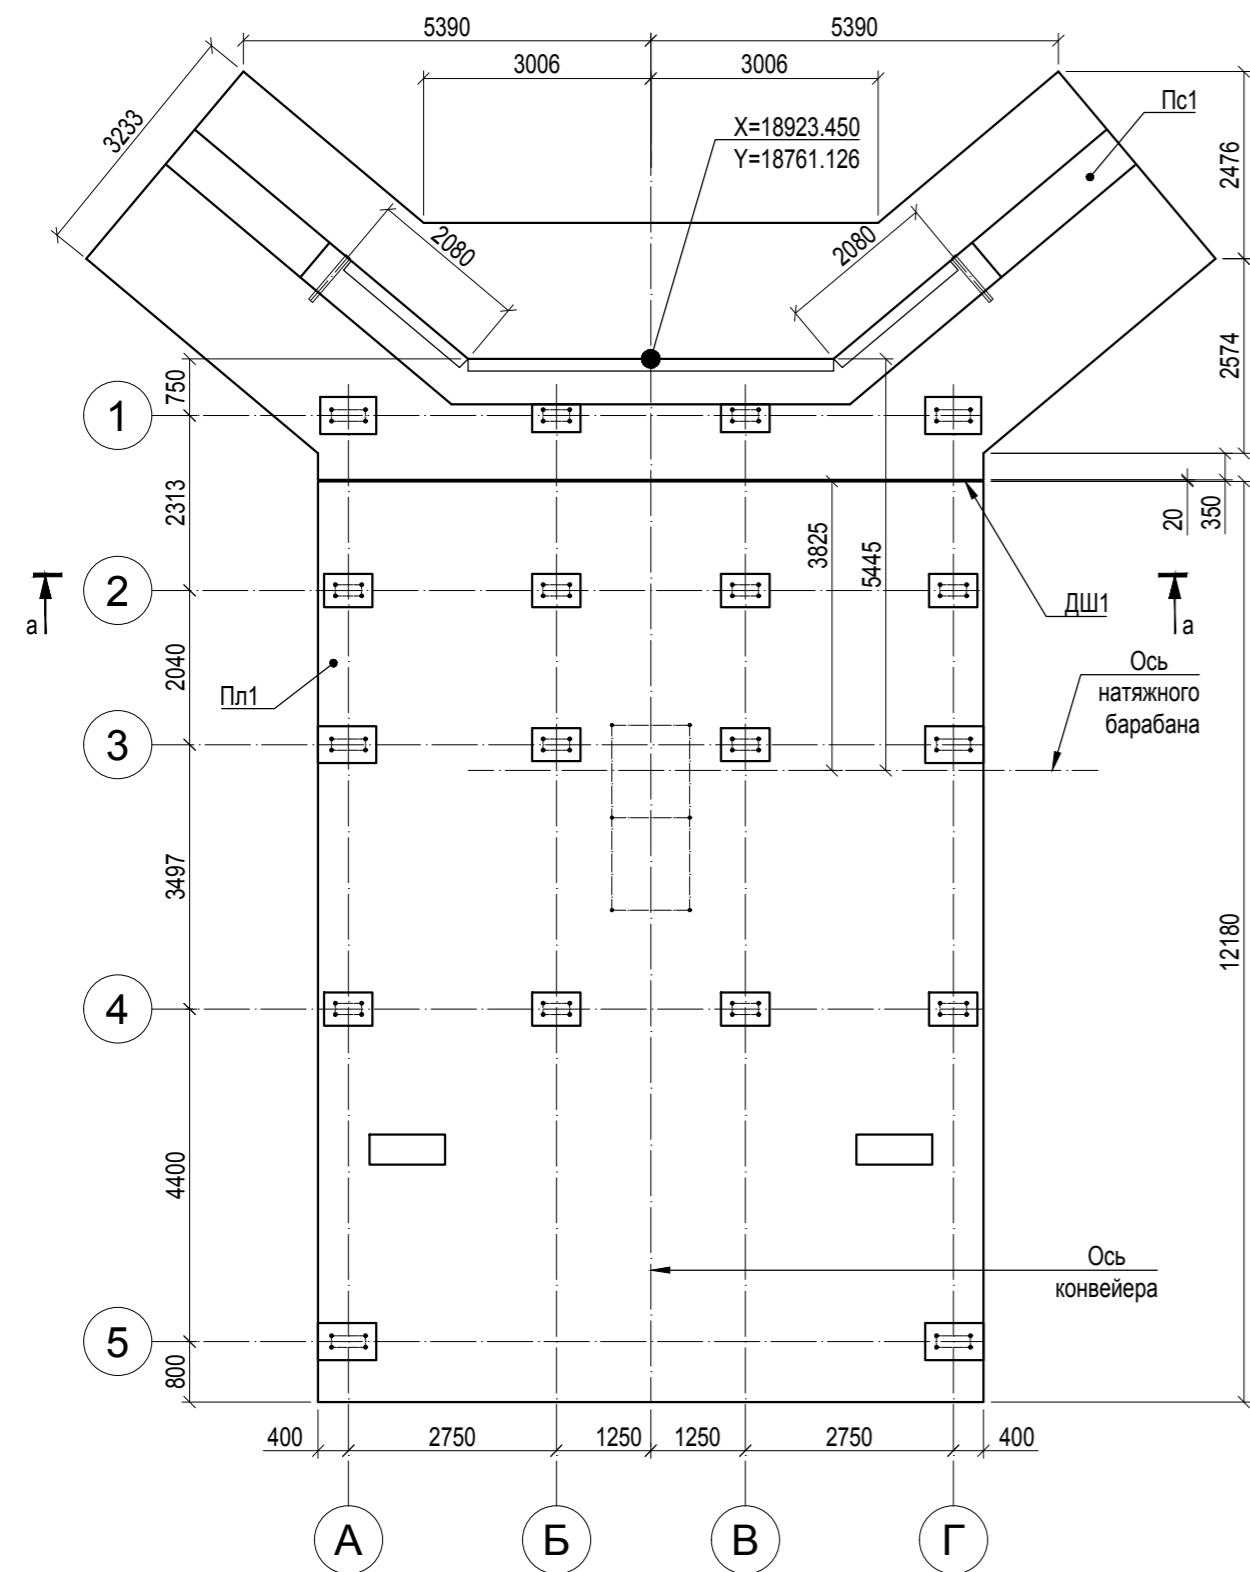 5390
5390
3006
3006
3233
X=18923.450
Y=18761.126
Пс1
2476
2080
2080
2574
750
1
2313
3825
5445
20
350
2
а
а
ДШ1
2040
Пл1
Ось
натяжного
барабана
3
3497
12180
4
4400
Ось
конвейера
5
800
400
2750
1250
1250
2750
400
А
Б
В
Г